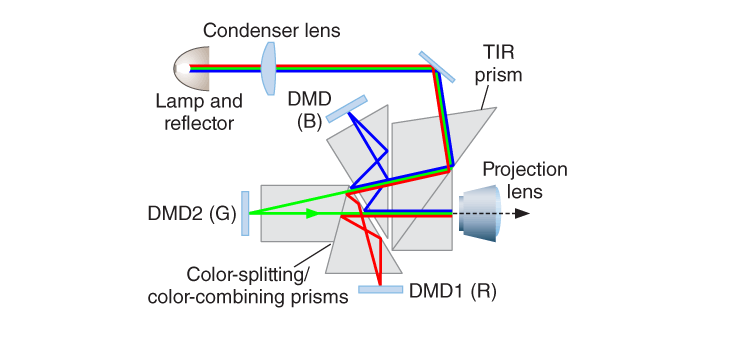 Condenser lens
TIR
prism
Lamp and
reflector
DMD
(B)
Projection
lens
DMD2 (G)
Color-splitting/
color-combining prisms
DMD1 (R)